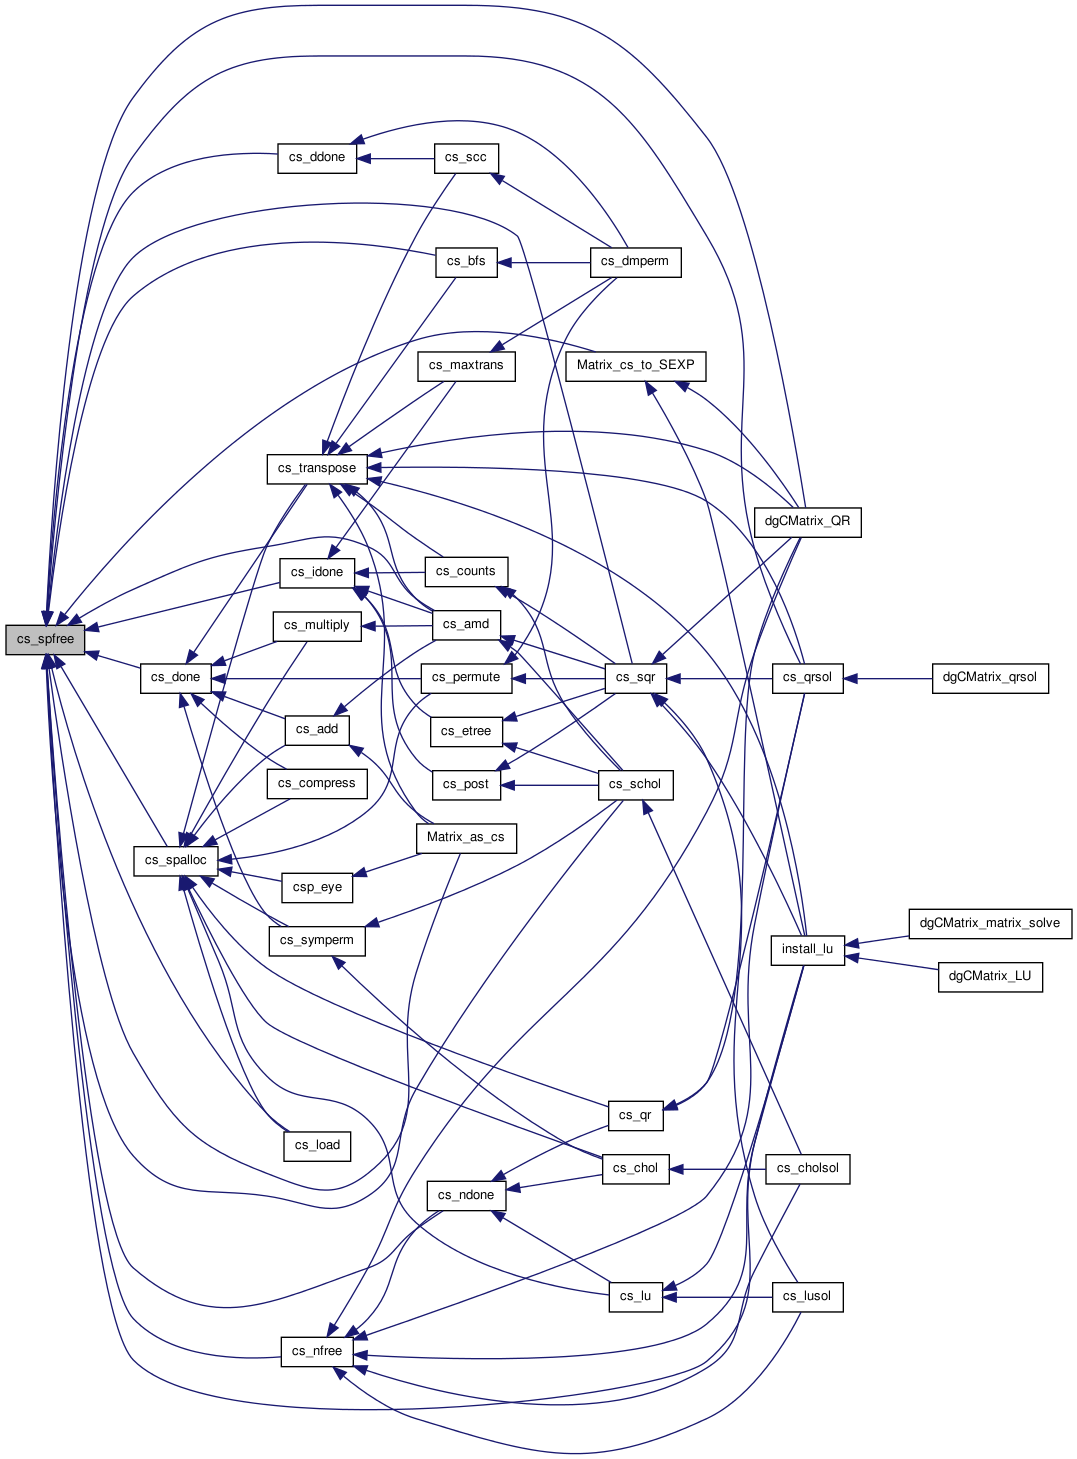 cs_ddone
cs_scc
cs_bfs
cs_dmperm
cs_maxtrans
Matrix_cs_to_SEXP
cs_transpose
dgCMatrix_QR
cs_idone
cs_counts
cs_spfree
cs_multiply
cs_amd
cs_done
cs_permute
cs_sqr
cs_qrsol
dgCMatrix_qrsol
cs_add
cs_etree
cs_compress
cs_post
cs_schol
Matrix_as_cs
cs_spalloc
csp_eye
cs_symperm
install_lu
dgCMatrix_matrix_solve
dgCMatrix_LU
cs_qr
cs_load
cs_chol
cs_cholsol
cs_ndone
cs_lu
cs_lusol
cs_nfree